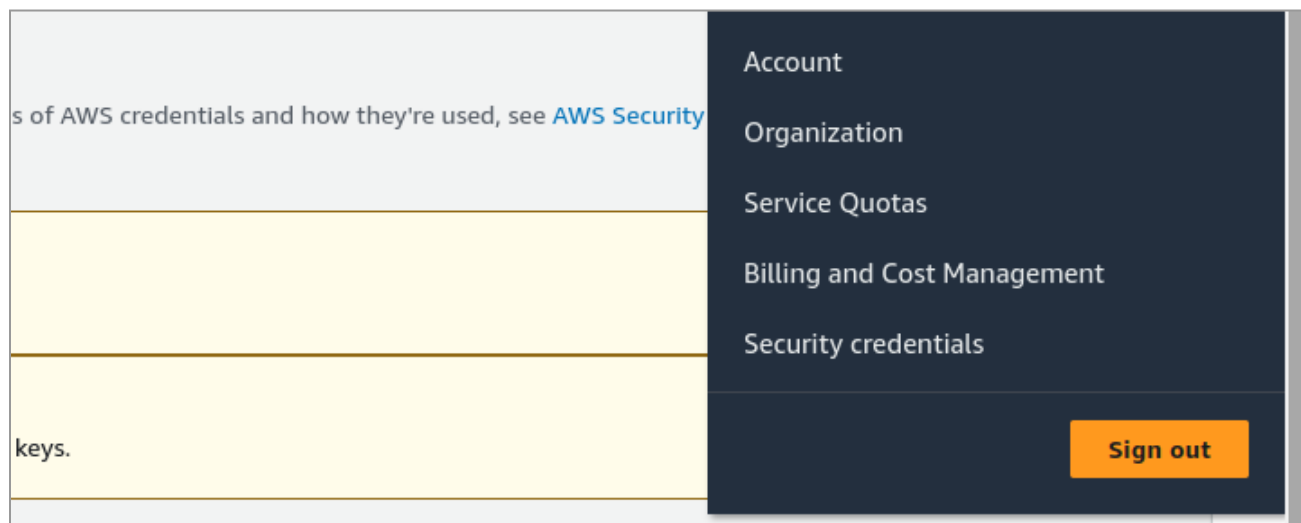 Account
s of AWS credentials and how they're used, see AWS Security
Organization
Service Quotas
Billing and Cost Management
Security credentials
keys.
Sign out